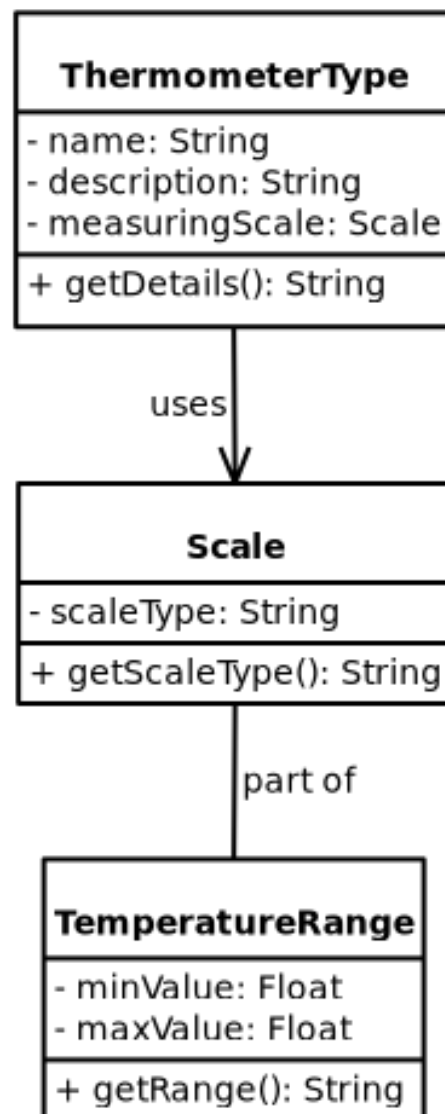 ThermometerType
- name: String
- description: String
- measuringScale: Scale
+ getDetails(): String
uses
Scale
- scaleType: String
+ getScaleType(): String
part of
TemperatureRange
- minValue: Float
- maxValue: Float
+ getRange(): String